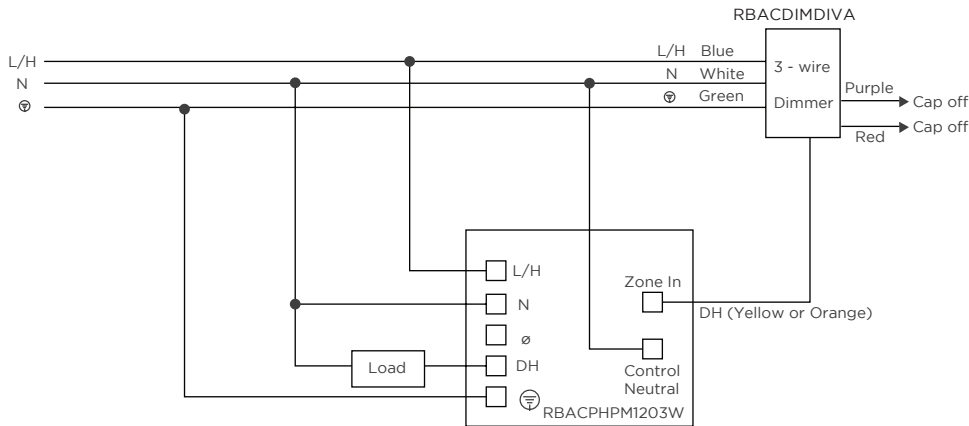 RBACDIMDIVA
L/H
L/H Blue
3 - wire
N
N White
Purple
Cap off
Green
Dimmer
Red
Cap off
L/H
Zone In
N
DH (Yellow or Orange)
ø
Load
DH
Control
Neutral
RBACPHPM1203W